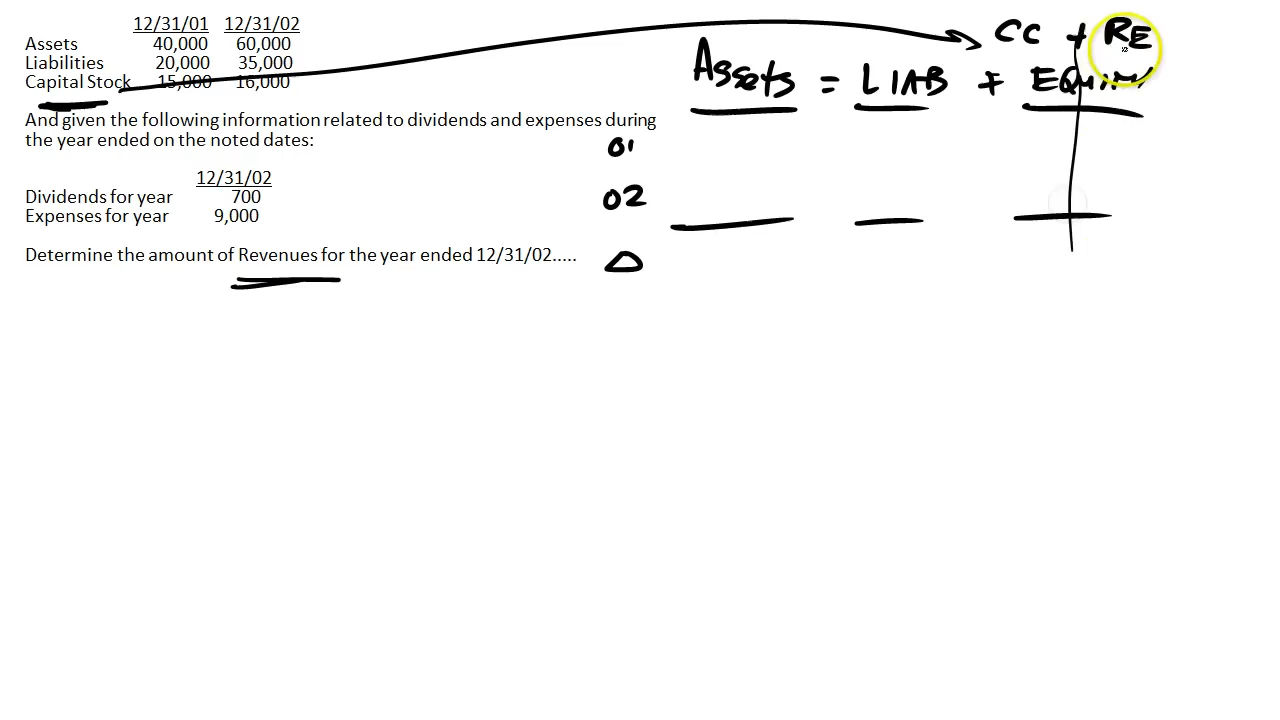 12/31/01 12/31/02
Assets 40,000 60,000
Liabilities 20,000 35,000
Capital Stock 15,000 16,000
And given the following information related to dividends and expenses during
the year ended on the noted dates:
12/31/02
Dividends for year 700
Expenses for year 9,000
Determine the amount of Revenues for the year ended 12/31/02.....
CC + RE
Assets = LIAB + EQUITY
01
02
Δ